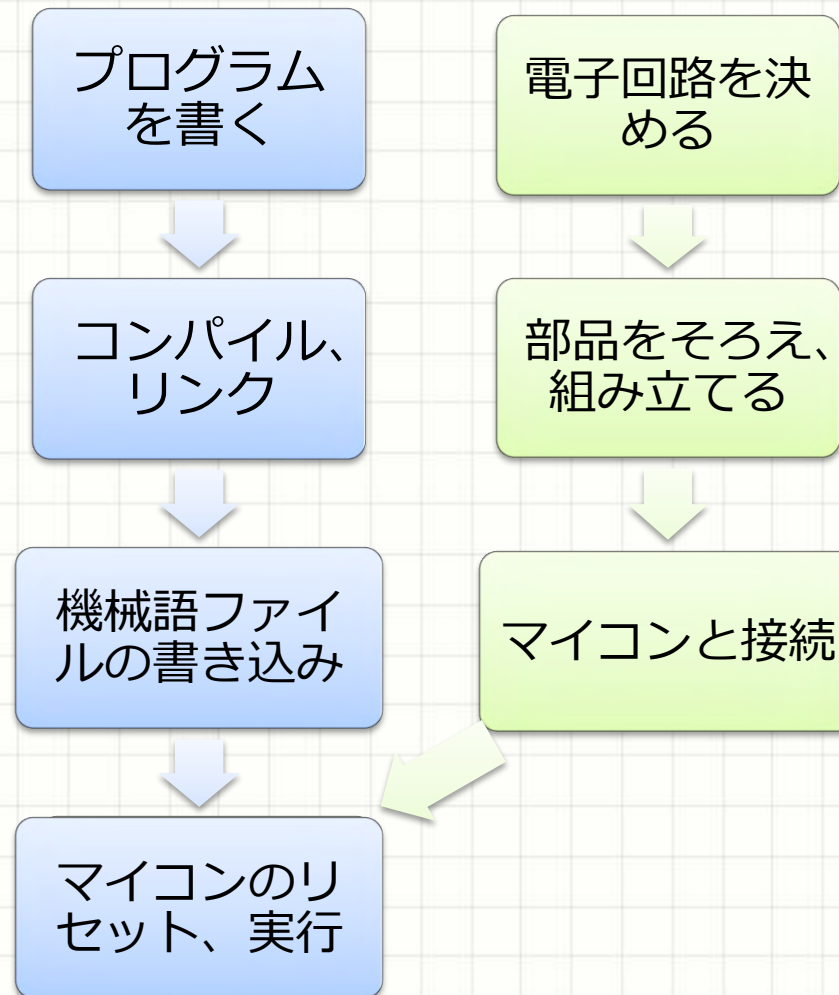 プログラム
を書く
コンパイル、
リンク
機械語ファイ
ルの書き込み
マイコンのリ
セット、実行
電子回路を決
める
部品をそろえ、
組み立てる
マイコンと接続